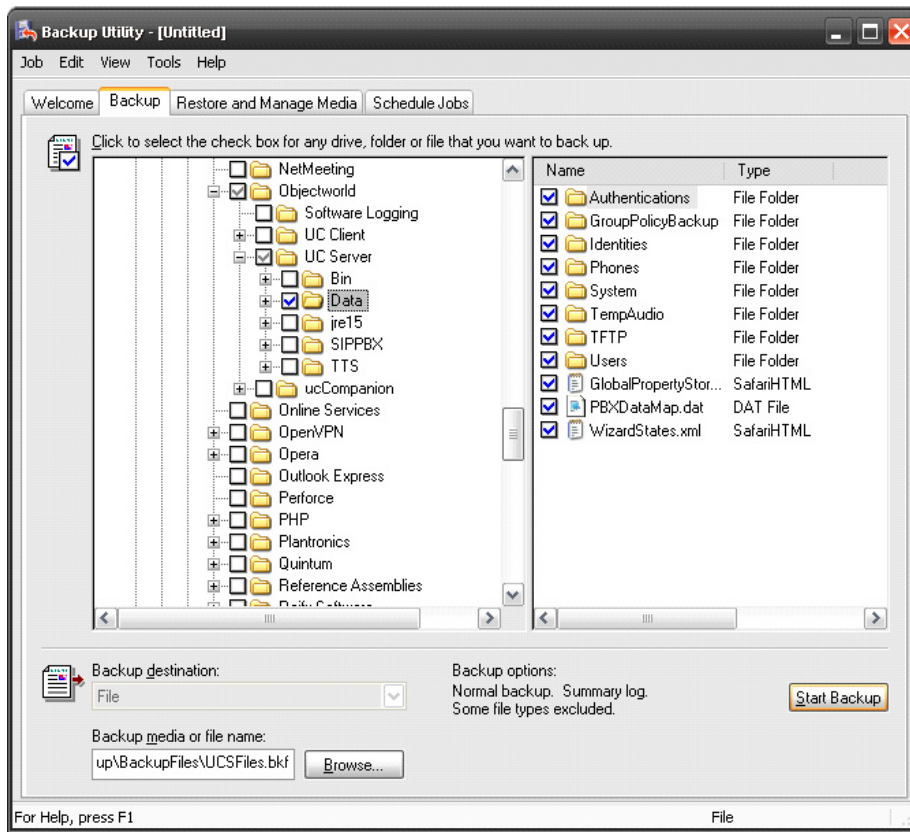 Backup Utility - [Untitled]
Job Edit View Tools Help
Welcome Backup Restore and Manage Media Schedule Jobs
Click to select the check box for any drive, folder or file that you want to back up.
NetMeeting
Objectworld
Software Logging
UC Client
UC Server
Bin
Data
jre15
SIPPBX
TTS
ucCompanion
Online Services
OpenVPN
Opera
Outlook Express
Perforce
PHP
Plantronics
Quintum
Reference Assemblies
Name Type
Authentications File Folder
GroupPolicyBackup File Folder
Identities File Folder
Phones File Folder
System File Folder
TempAudio File Folder
TFTP File Folder
Users File Folder
GlobalPropertyStor... SafariHTML
PBXDataMap.dat DAT File
WizardStates.xml SafariHTML
Backup destination:
File
Backup media or file name:
up\BackupFiles\UCSFiles.bkf
Browse...
Backup options:
Normal backup. Summary log.
Some file types excluded.
Start Backup
For Help, press F1
File